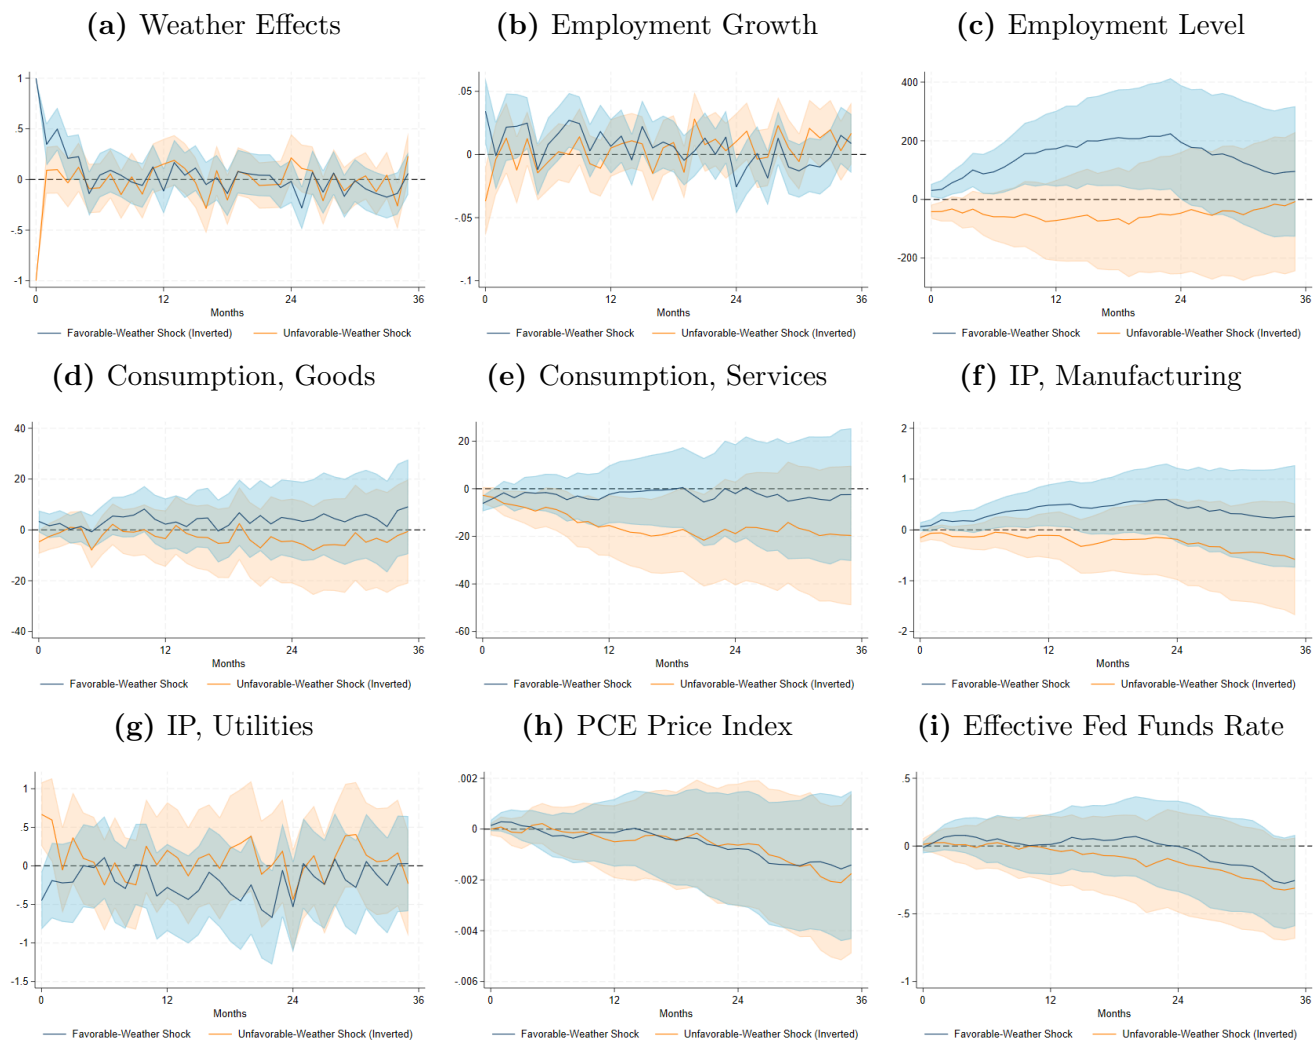 (a) Weather Effects
(b) Employment Growth
(c) Employment Level
1
.5
0
-.5
-1
0
12
24
36
Months
Favorable-Weather Shock (Inverted)
Unfavorable-Weather Shock
.05
0
-.05
-.1
0
12
24
36
Months
Favorable-Weather Shock
Unfavorable-Weather Shock (Inverted)
400
200
0
-200
0
12
24
36
Months
Favorable-Weather Shock
Unfavorable-Weather Shock (Inverted)
(d) Consumption, Goods
(e) Consumption, Services
(f) IP, Manufacturing
40
20
0
-20
-40
0
12
24
36
Months
Favorable-Weather Shock
Unfavorable-Weather Shock (Inverted)
20
0
-20
-40
-60
0
12
24
36
Months
Favorable-Weather Shock
Unfavorable-Weather Shock (Inverted)
2
1
0
-1
-2
0
12
24
36
Months
Favorable-Weather Shock
Unfavorable-Weather Shock (Inverted)
(g) IP, Utilities
(h) PCE Price Index
(i) Effective Fed Funds Rate
1
.5
0
-.5
-1
-1.5
0
12
24
36
Months
Favorable-Weather Shock
Unfavorable-Weather Shock (Inverted)
.002
0
-.002
-.004
-.006
0
12
24
36
Months
Favorable-Weather Shock
Unfavorable-Weather Shock (Inverted)
.5
0
-.5
-1
0
12
24
36
Months
Favorable-Weather Shock
Unfavorable-Weather Shock (Inverted)